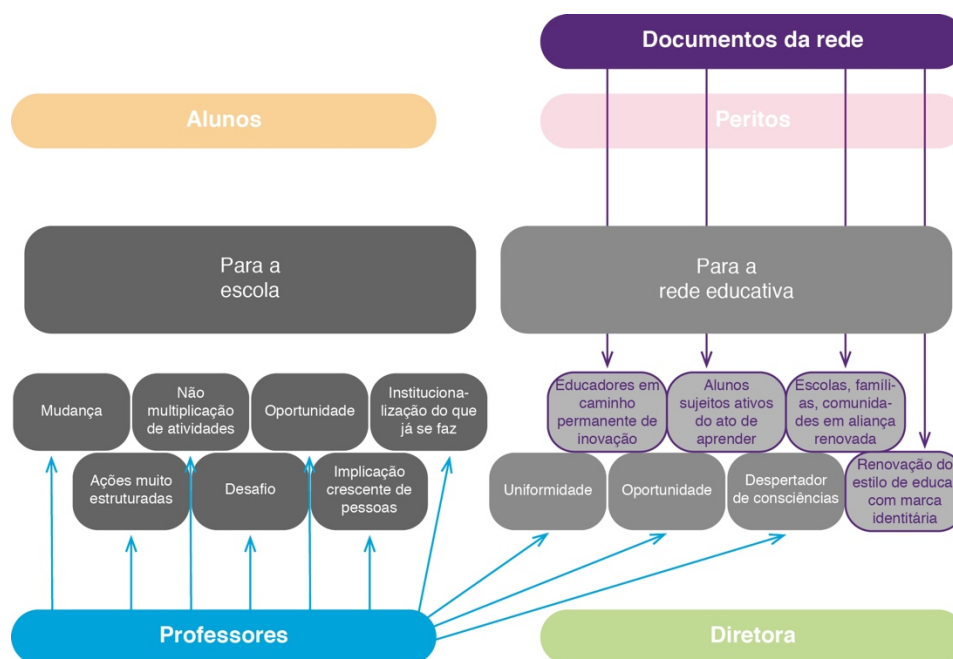 Documentos da rede
Alunos
Peritos
Para a
escola
Para a
rede educativa
Mudança
Não
multiplicação
de atividades
Oportunidade
Instituciona-
lização do que
já se faz
Educadores em
caminho
permanente de
inovação
Alunos
sujeitos ativos
do ato de
aprender
Escolas, famíli-
as, comunida-
des em aliança
renovada
Ações muito
estruturadas
Desafio
Implicação
crescente de
pessoas
Uniformidade
Oportunidade
Despertador
de consciências
Renovação do
estilo de educa
com marca
identitária
Professores
Diretora